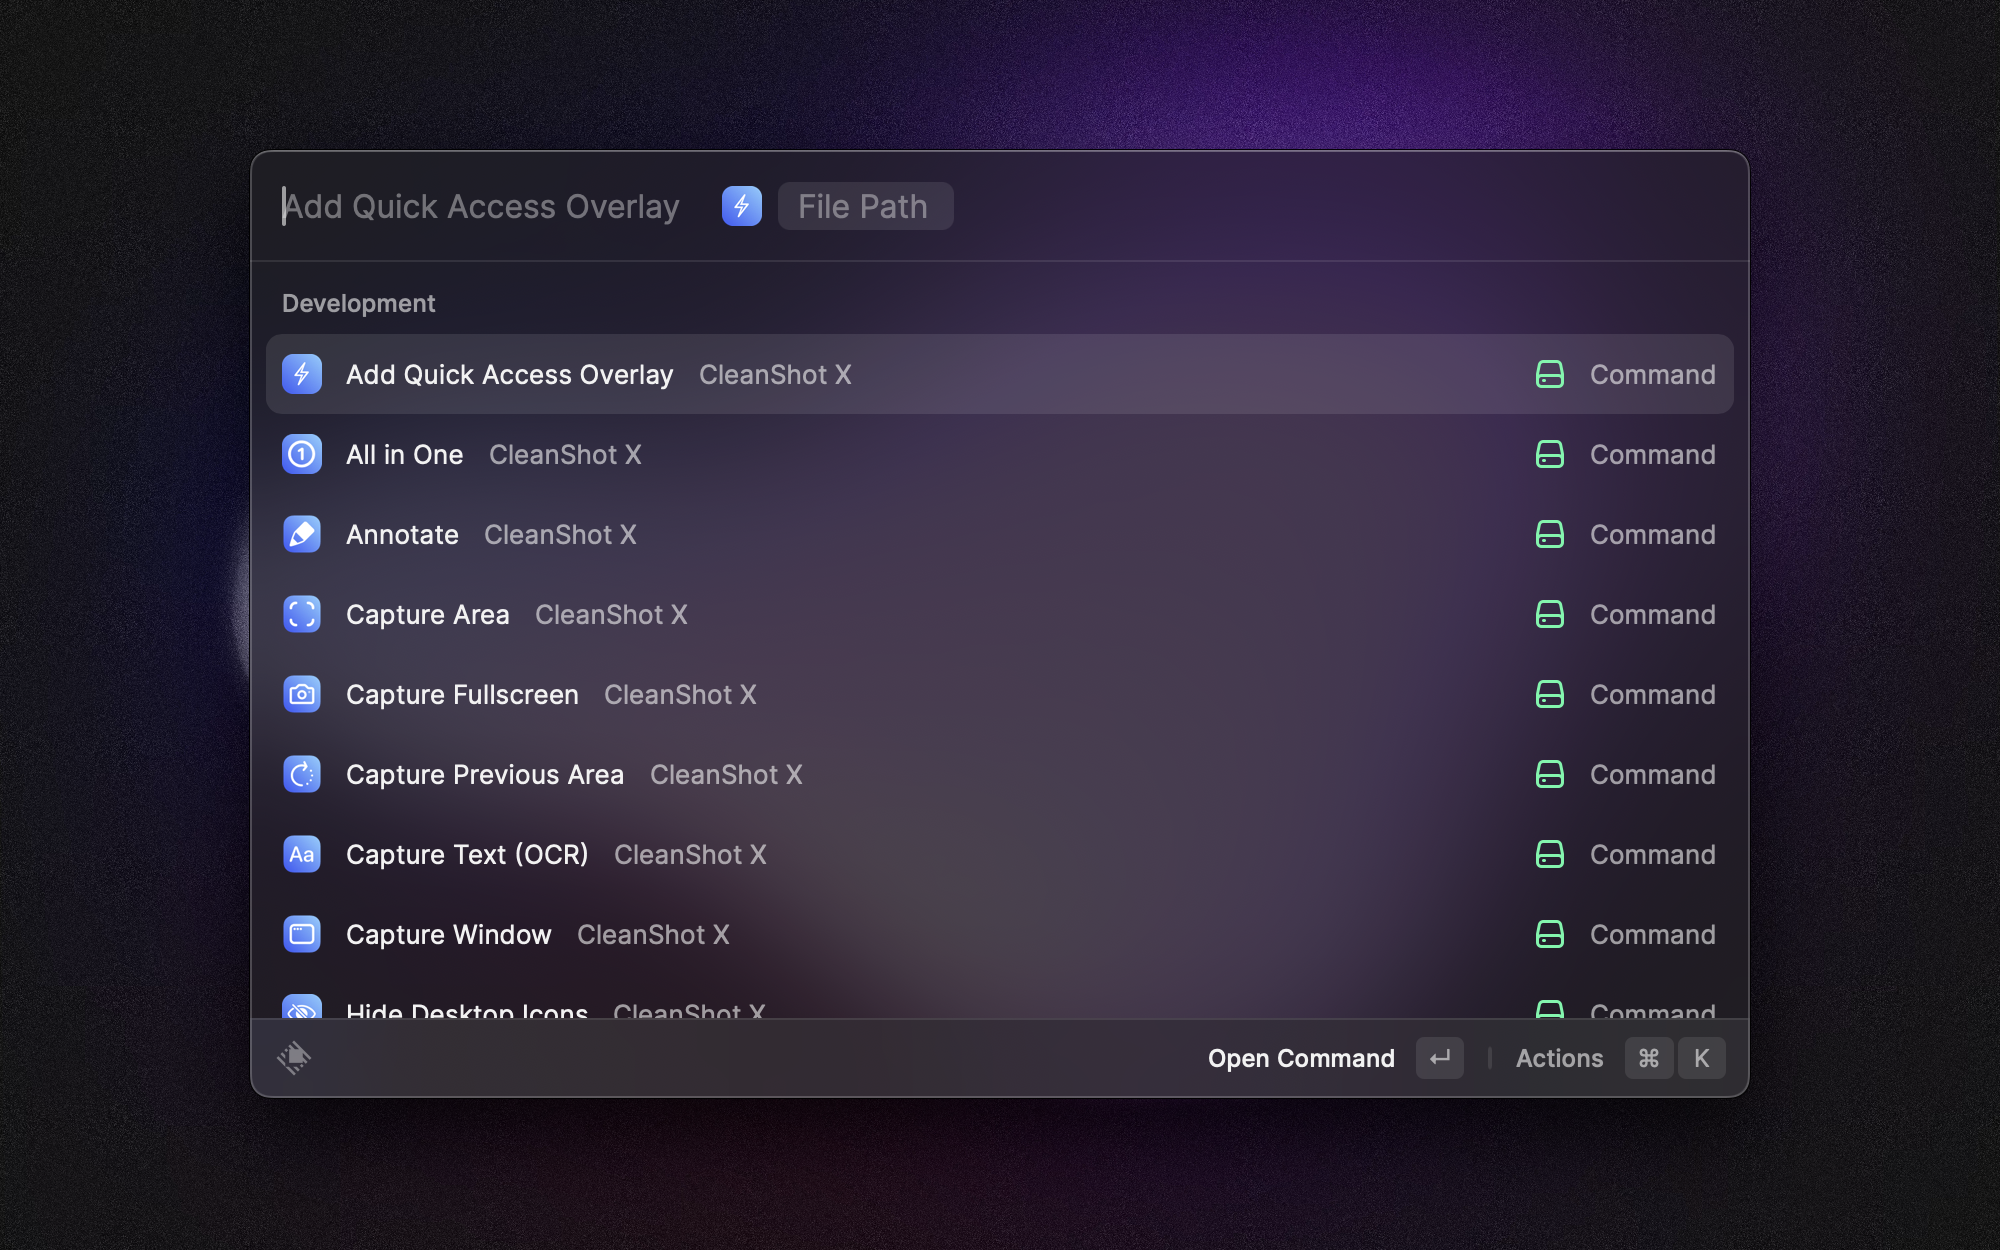 Add Quick Access Overlay File Path
Development
Add Quick Access Overlay CleanShot X Command
1 All in One CleanShot X Command
Annotate CleanShot X Command
Capture Area CleanShot X Command
Capture Fullscreen CleanShot X Command
Capture Previous Area CleanShot X Command
Aa Capture Text (OCR) CleanShot X Command
Capture Window CleanShot X Command
Hide Desktop Icons CleanShot X Command
Open Command ↵ Actions ⌘ K